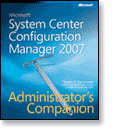 Microsoft
System Center
Configuration
Manager 2007
Administrator's
Companion